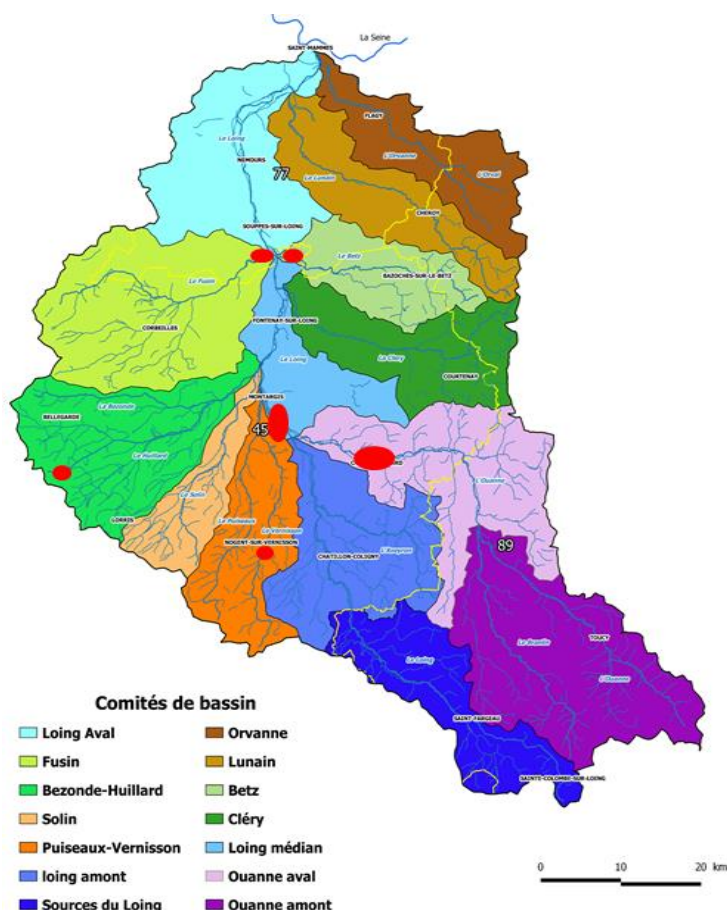 La Seine
SAINT-MAMMES
FLAGY
L'Orvanne
L'Orval
Le Loing
NEMOURS
77
Le Lunain
CHEROY
SOUPPES-SUR-LOING
Le Betz
BAZOCHES-SUR-LE-BETZ
Le Fusin
CORBEILLES
FONTENAY-SUR-LOING
Le Loing
La Cléry
COURTENAY
MONTARGIS
BELLEGARDE
La Bezonde
45
Le Huillard
L'Ouanne
LORRIS
Le Solin
Le Puiseaux
Le Vernisson
NOGENT-SUR-VERNISSON
CHATILLON-COLIGNY
L'Aveyron
89
Le Branlin
TOUCY
L'Ouanne
Le Loing
SAINT-FARGEAU
SAINTE-COLOMBE-SUR-LOING
Comités de bassin
Loing Aval
Fusin
Bezonde-Huillard
Solin
Puiseaux-Vernisson
loing amont
Sources du Loing
Orvanne
Lunain
Betz
Cléry
Loing médian
Ouanne aval
Ouanne amont
0 10 20 km